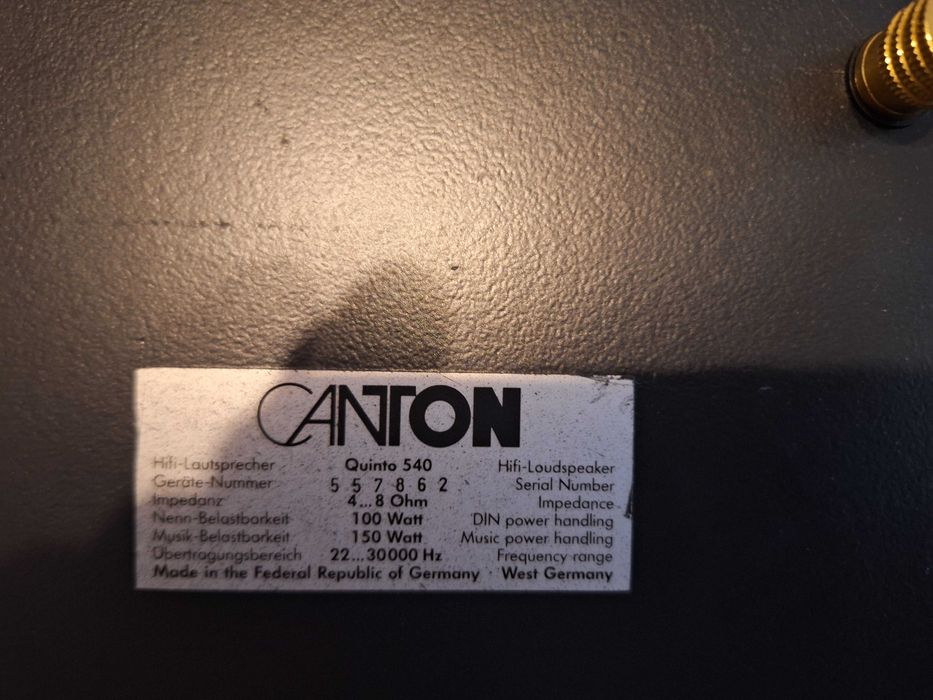 CANTON
Hifi-Lautsprecher Quinto 540 Hifi-Loudspeaker
Geräte-Nummer 5 5 7 8 6 2 Serial Number
Impedanz 4...8 Ohm Impedance
Nenn-Belastbarkeit 100 Watt DIN power handling
Musik-Belastbarkeit 150 Watt Music power handling
Übertragungsbereich 22...30000 Hz Frequency range
Made in the Federal Republic of Germany · West Germany